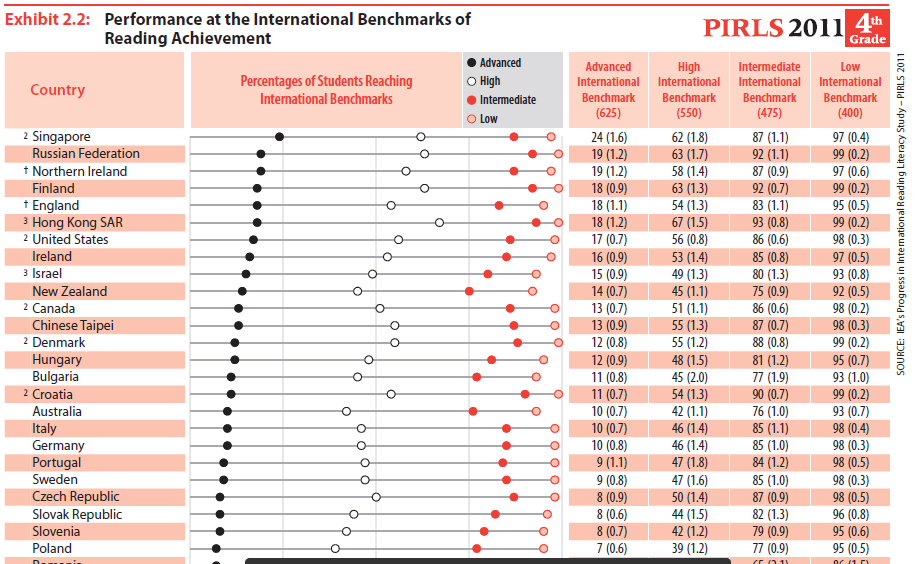 Exhibit 2.2: Performance at the International Benchmarks of
Reading Achievement
PIRLS 2011 4th
Grade
Country
Percentages of Students Reaching
International Benchmarks
Advanced
High
Intermediate
Low
Advanced
International
Benchmark
(625)
High
International
Benchmark
(550)
Intermediate
International
Benchmark
(475)
Low
International
Benchmark
(400)
2 Singapore 24 (1.6) 62 (1.8) 87 (1.1) 97 (0.4)
Russian Federation 19 (1.2) 63 (1.7) 92 (1.1) 99 (0.2)
† Northern Ireland 19 (1.2) 58 (1.4) 87 (0.9) 97 (0.6)
Finland 18 (0.9) 63 (1.3) 92 (0.7) 99 (0.2)
† England 18 (1.1) 54 (1.3) 83 (1.1) 95 (0.5)
3 Hong Kong SAR 18 (1.2) 67 (1.5) 93 (0.8) 99 (0.2)
2 United States 17 (0.7) 56 (0.8) 86 (0.6) 98 (0.3)
Ireland 16 (0.9) 53 (1.4) 85 (0.8) 97 (0.5)
3 Israel 15 (0.9) 49 (1.3) 80 (1.3) 93 (0.8)
New Zealand 14 (0.7) 45 (1.1) 75 (0.9) 92 (0.5)
2 Canada 13 (0.7) 51 (1.1) 86 (0.6) 98 (0.2)
Chinese Taipei 13 (0.9) 55 (1.3) 87 (0.7) 98 (0.3)
2 Denmark 12 (0.8) 55 (1.2) 88 (0.8) 99 (0.2)
Hungary 12 (0.9) 48 (1.5) 81 (1.2) 95 (0.7)
Bulgaria 11 (0.8) 45 (2.0) 77 (1.9) 93 (1.0)
2 Croatia 11 (0.7) 54 (1.3) 90 (0.7) 99 (0.2)
Australia 10 (0.7) 42 (1.1) 76 (1.0) 93 (0.7)
Italy 10 (0.7) 46 (1.4) 85 (1.1) 98 (0.4)
Germany 10 (0.8) 46 (1.4) 85 (1.0) 98 (0.3)
Portugal 9 (1.1) 47 (1.8) 84 (1.2) 98 (0.5)
Sweden 9 (0.8) 47 (1.6) 85 (1.0) 98 (0.3)
Czech Republic 8 (0.9) 50 (1.4) 87 (0.9) 98 (0.5)
Slovak Republic 8 (0.6) 44 (1.5) 82 (1.3) 96 (0.8)
Slovenia 8 (0.7) 42 (1.2) 79 (0.9) 95 (0.6)
Poland 7 (0.6) 39 (1.2) 77 (0.9) 95 (0.5)
SOURCE: IEA's Progress in International Reading Literacy Study – PIRLS 2011